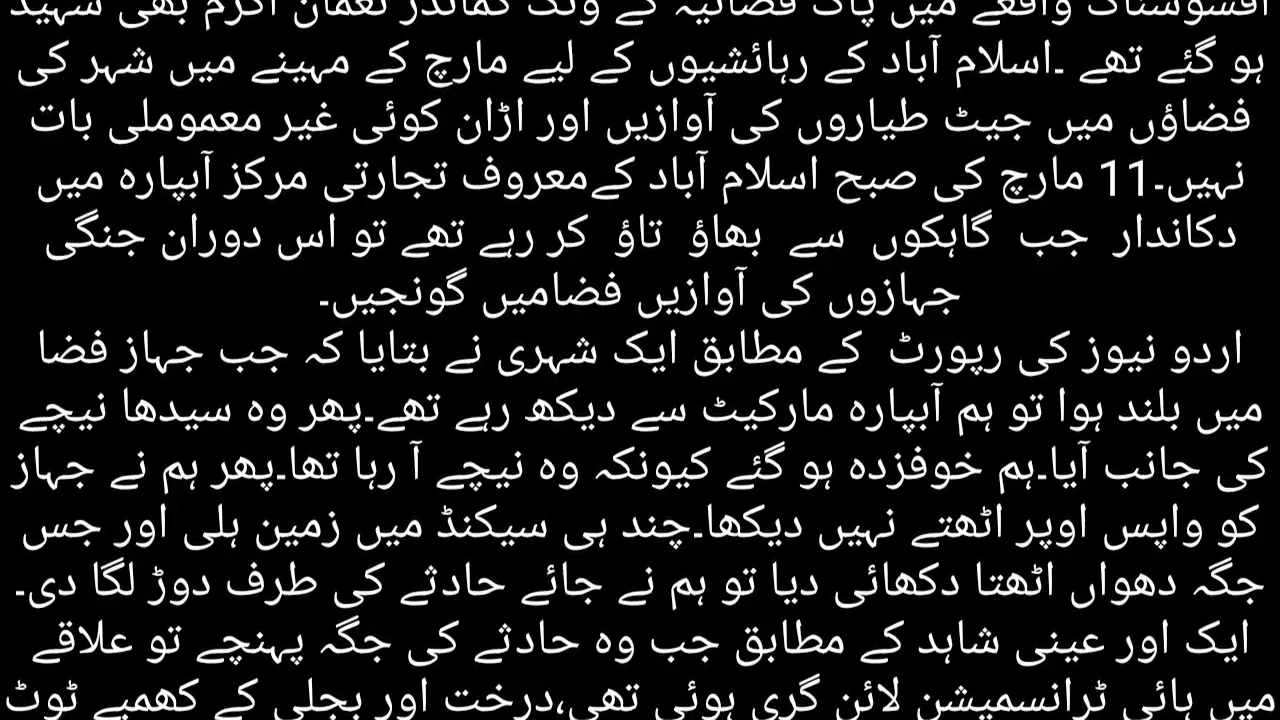 افسوسناک واقعے میں پاک فضائیہ کے ونگ کمانڈر نعمان اکرم بھی شہید
ہو گئے تھے ۔اسلام آباد کے رہائشیوں کے لیے مارچ کے مہینے میں شہر کی
فضاؤں میں جیٹ طیاروں کی آوازیں اور اڑان کوئی غیر معموملی بات
نہیں۔11 مارچ کی صبح اسلام آباد کےمعروف تجارتی مرکز آبپارہ میں
دکاندار جب گاہکوں سے بھاؤ تاؤ کر رہے تھے تو اس دوران جنگی
جہازوں کی آوازیں فضامیں گونجیں۔
اردو نیوز کی رپورٹ کے مطابق ایک شہری نے بتایا کہ جب جہاز فضا
میں بلند ہوا تو ہم آبپارہ مارکیٹ سے دیکھ رہے تھے۔پھر وہ سیدھا نیچے
کی جانب آیا۔ہم خوفزدہ ہو گئے کیونکہ وہ نیچے آ رہا تھا۔پھر ہم نے جہاز
کو واپس اوپر اٹھتے نہیں دیکھا۔چند ہی سیکنڈ میں زمین ہلی اور جس
جگہ دھواں اٹھتا دکھائی دیا تو ہم نے جائے حادثے کی طرف دوڑ لگا دی۔
ایک اور عینی شاہد کے مطابق جب وہ حادثے کی جگہ پہنچے تو علاقے
میں ہائی ٹرانسمیشن لائن گری ہوئی تھی،درخت اور بجلی کے کھمبے ٹوٹ